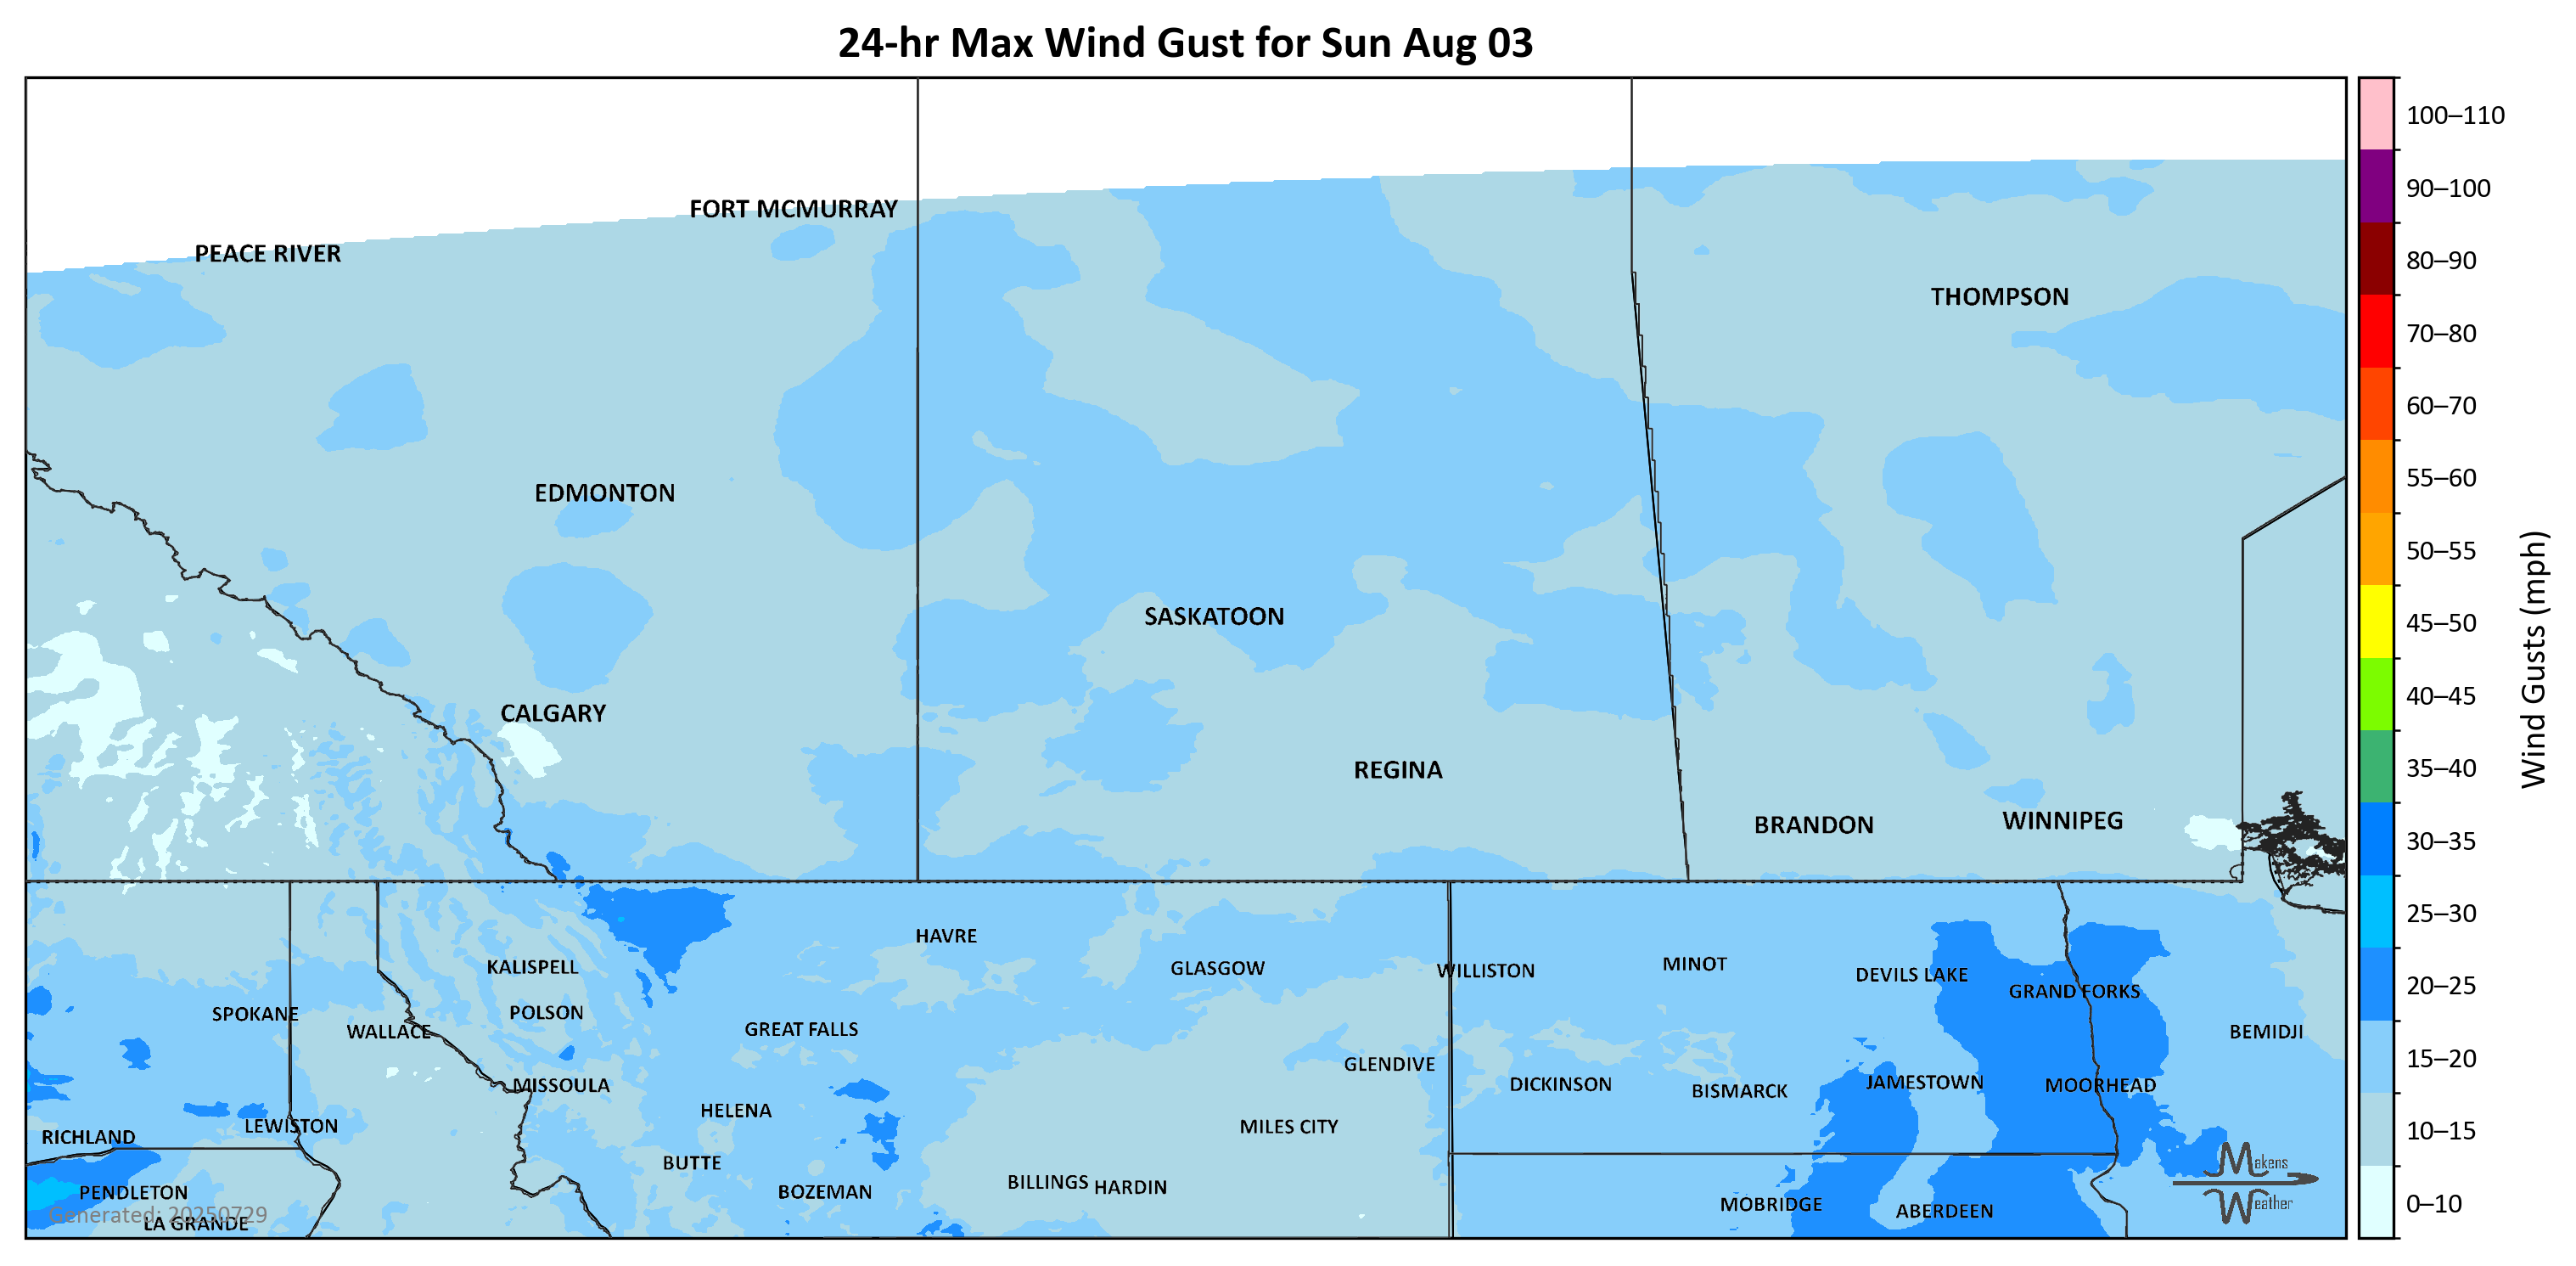 24-hr Max Wind Gust for Sun Aug 03
FORT MCMURRAY
PEACE RIVER
THOMPSON
EDMONTON
SASKATOON
CALGARY
REGINA
BRANDON
WINNIPEG
HAVRE
KALISPELL
GLASGOW
WILLISTON
MINOT
DEVILS LAKE
GRAND FORKS
SPOKANE
POLSON
WALLACE
GREAT FALLS
BEMIDJI
GLENDIVE
MISSOULA
DICKINSON
BISMARCK
JAMESTOWN
MOORHEAD
HELENA
LEWISTON
MILES CITY
RICHLAND
BUTTE
PENDLETON
BOZEMAN
BILLINGS
HARDIN
MOBRIDGE
ABERDEEN
LA GRANDE
Generated: 20250729
Makens
Weather
100–110
90–100
80–90
70–80
60–70
55–60
50–55
45–50
40–45
35–40
30–35
25–30
20–25
15–20
10–15
0–10
Wind Gusts (mph)